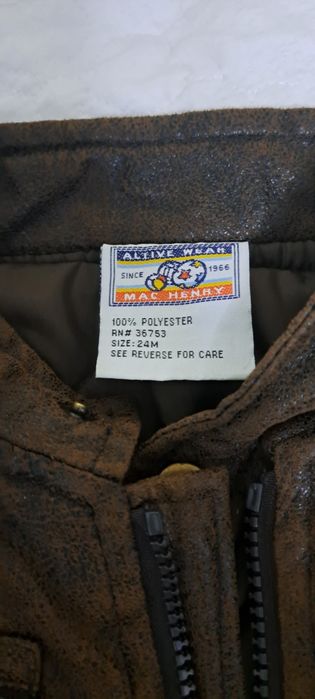 ACTIVE WEAR
SINCE 1966
MAC HENRY
100% POLYESTER
RN# 36753
SIZE: 24M
SEE REVERSE FOR CARE